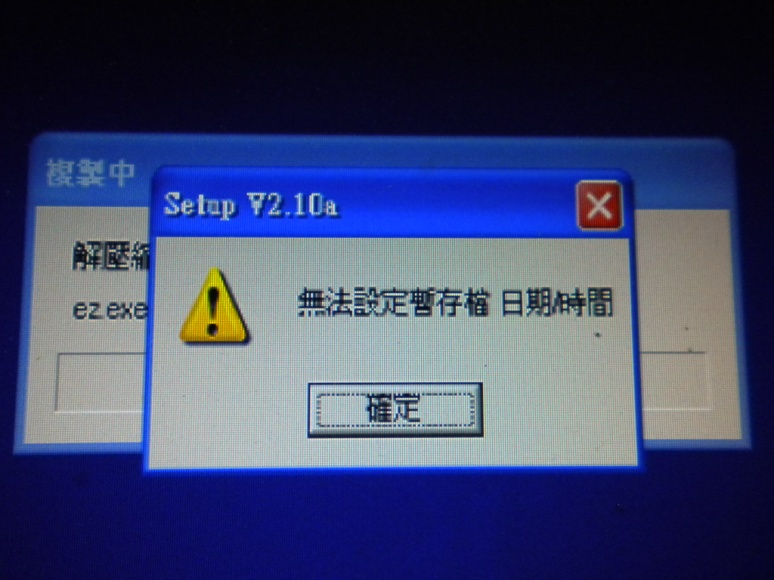 複製中
Setup V2.10a
解壓縮
ez.exe
無法設定暫存檔 日期/時間
確定